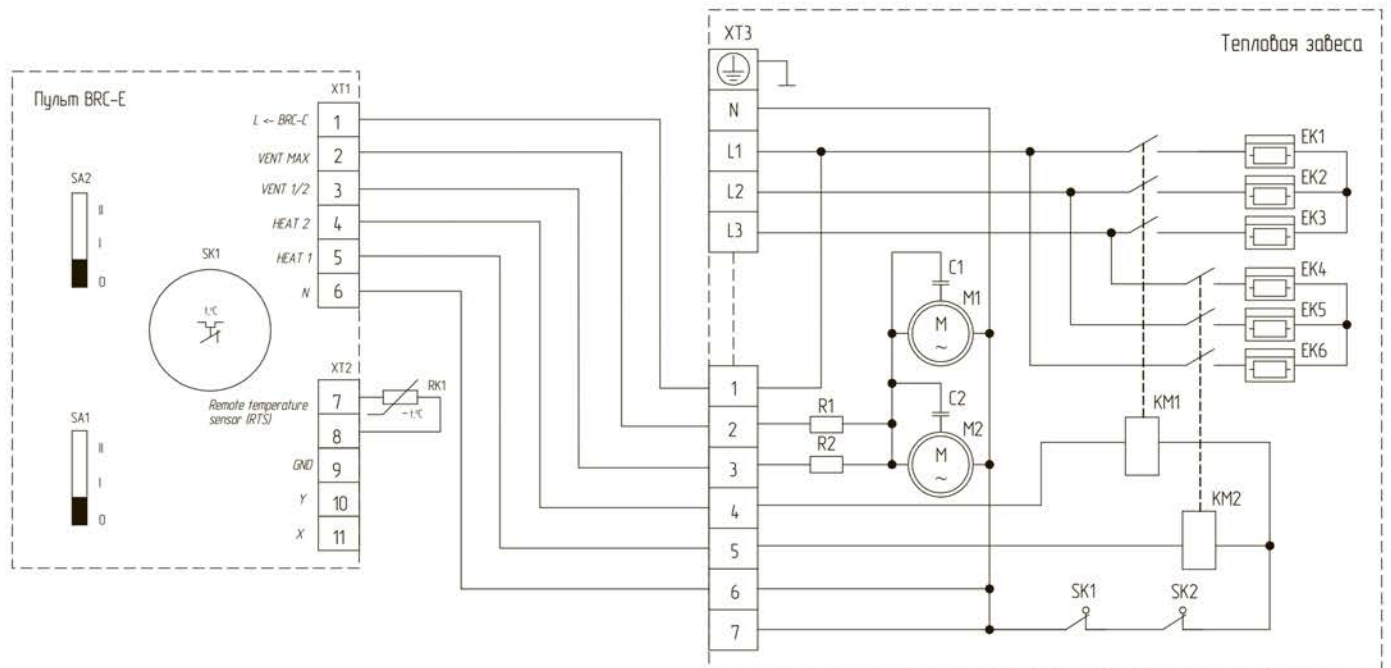 Пульт BRC-E
XT1
L <- BRC-C 1
VENT MAX 2
VENT 1/2 3
HEAT 2 4
HEAT 1 5
N 6
SA2
II
I
0
SK1
t,°C
XT2
Remote temperature
sensor (RTS)
7
8
GND 9
Y 10
X 11
RK1
- t,°C
SA1
II
I
0
XT3
Тепловая завеса
N
L1
L2
L3
EK1
EK2
EK3
EK4
EK5
EK6
C1
M1
M
~
C2
M2
M
~
R1
R2
1
2
3
4
5
6
7
KM1
KM2
SK1
SK2